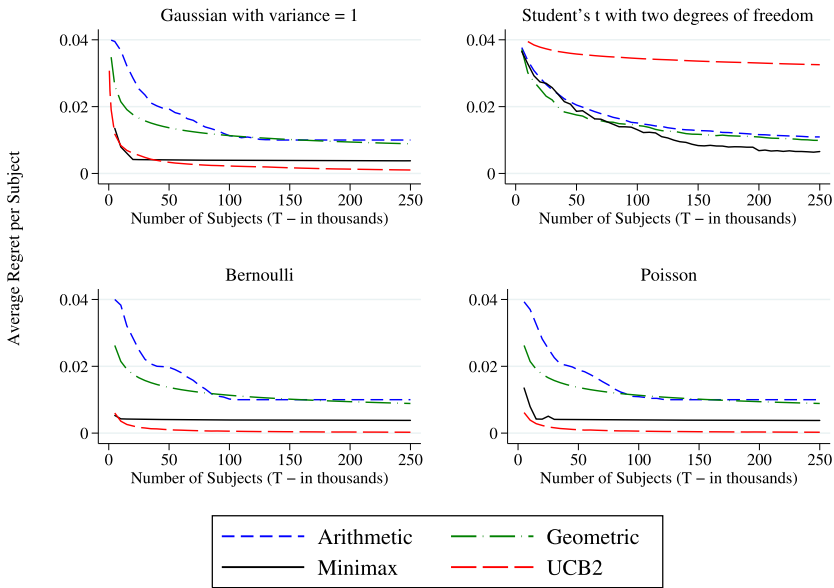 Gaussian with variance = 1
Student's t with two degrees of freedom
0.04
0.02
0
0 50 100 150 200 250
Number of Subjects (T − in thousands)
0.04
0.02
0
0 50 100 150 200 250
Number of Subjects (T − in thousands)
Average Regret per Subject
Bernoulli
Poisson
0.04
0.02
0
0 50 100 150 200 250
Number of Subjects (T − in thousands)
0.04
0.02
0
0 50 100 150 200 250
Number of Subjects (T − in thousands)
Arithmetic
Geometric
Minimax
UCB2